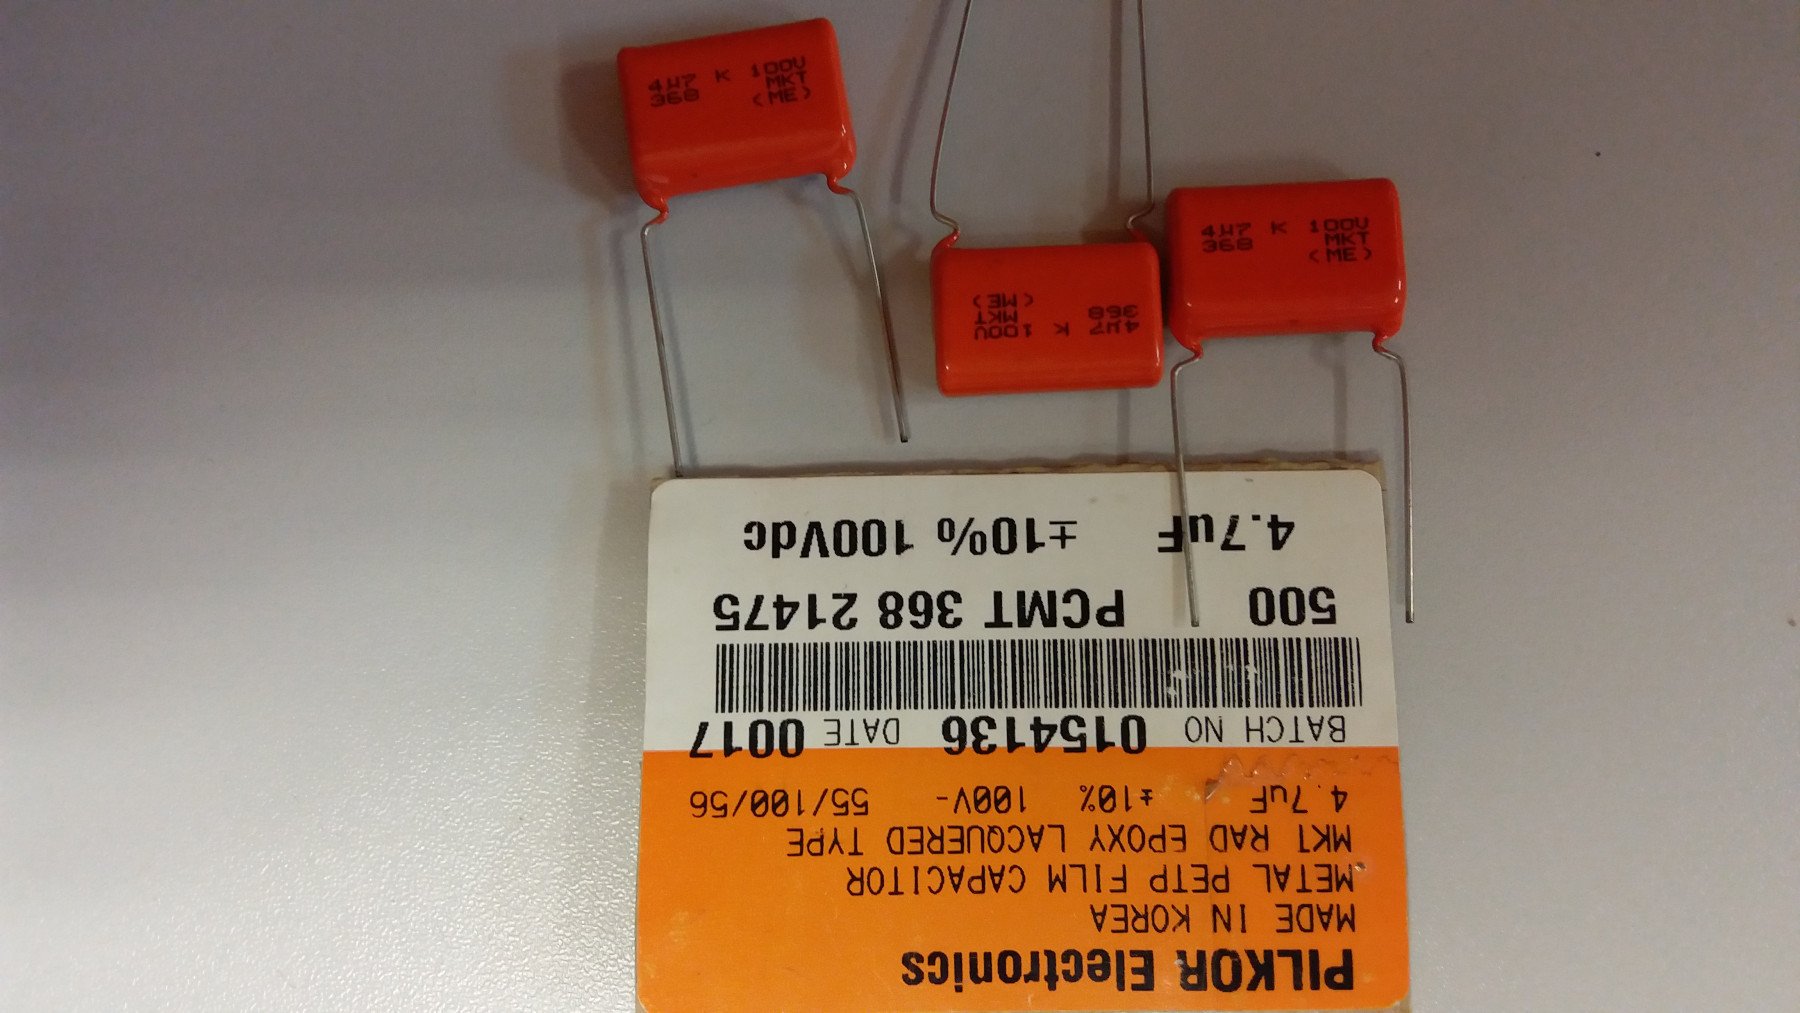 4µ7 K 100V
368 MKT
(ME)
4µ7 K 100V
368 MKT
(ME)
4µ7 K 100V
368 MKT
(ME)
PILKOR Electronics
MADE IN KOREA
METAL PETP FILM CAPACITOR
MKT RAD EPOXY LACQUERED TYPE
4.7uF ±10% 100V- 55/100/56
BATCH NO 0154136 DATE 0017
500 PCMT 368 21475
4.7uF ±10% 100Vdc